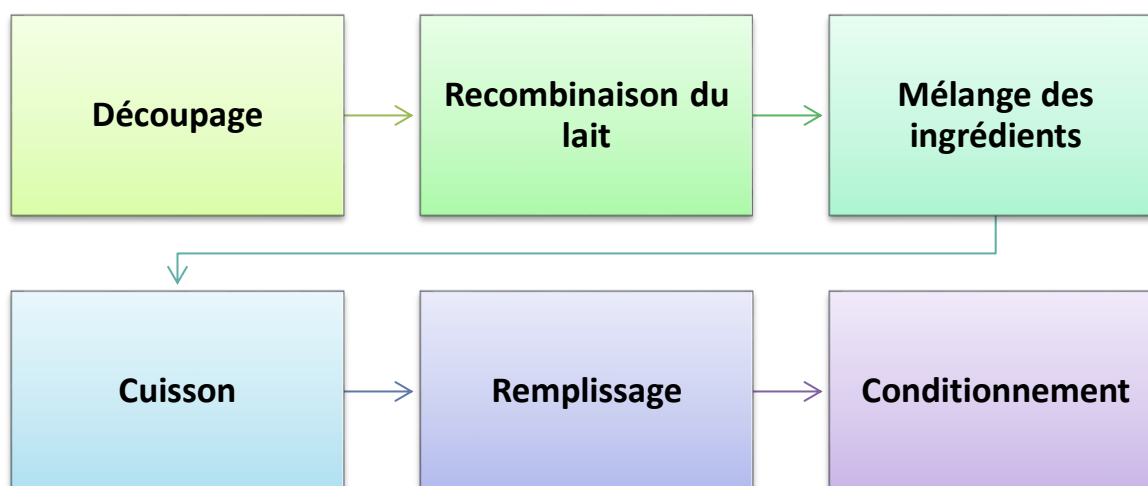 Découpage
Recombinaison du
lait
Mélange des
ingrédients
Cuisson
Remplissage
Conditionnement